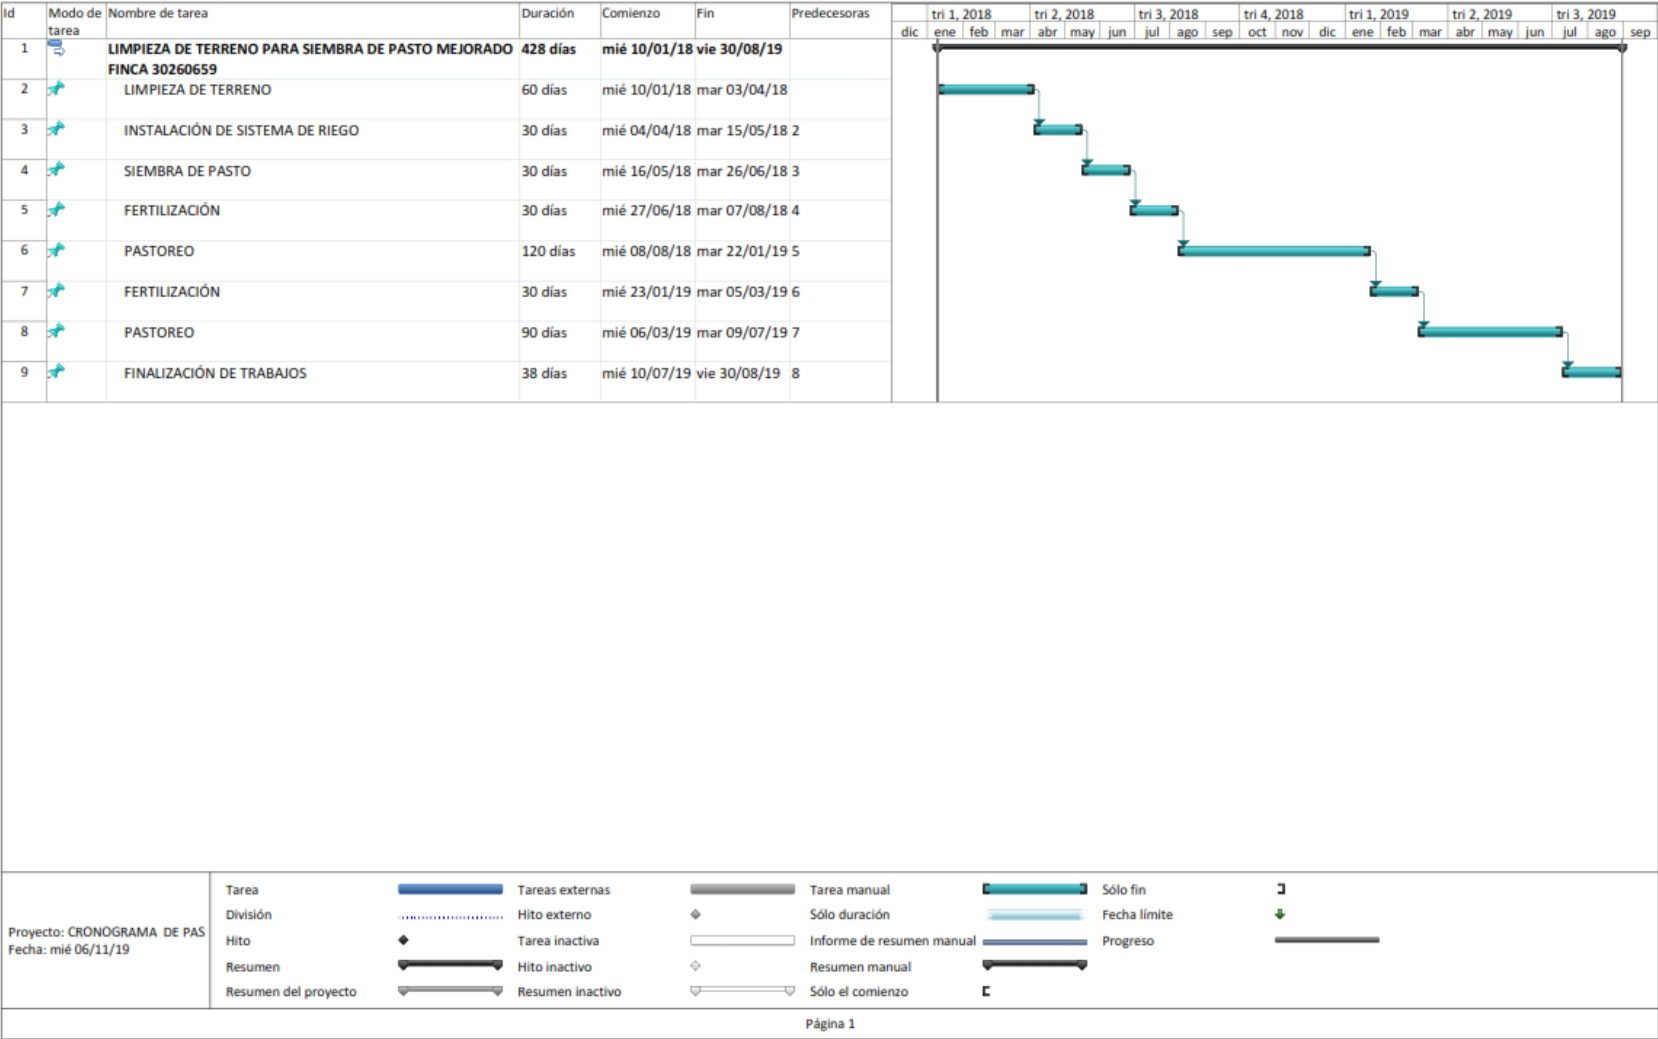 Id Modo de tarea Nombre de tarea Duración Comienzo Fin Predecesoras
tri 1, 2018 tri 2, 2018 tri 3, 2018 tri 4, 2018 tri 1, 2019 tri 2, 2019 tri 3, 2019
dic ene feb mar abr may jun jul ago sep oct nov dic ene feb mar abr may jun jul ago sep
1 LIMPIEZA DE TERRENO PARA SIEMBRA DE PASTO MEJORADO 428 días mié 10/01/18 vie 30/08/19
FINCA 30260659
2 LIMPIEZA DE TERRENO 60 días mié 10/01/18 mar 03/04/18
3 INSTALACIÓN DE SISTEMA DE RIEGO 30 días mié 04/04/18 mar 15/05/18 2
4 SIEMBRA DE PASTO 30 días mié 16/05/18 mar 26/06/18 3
5 FERTILIZACIÓN 30 días mié 27/06/18 mar 07/08/18 4
6 PASTOREO 120 días mié 08/08/18 mar 22/01/19 5
7 FERTILIZACIÓN 30 días mié 23/01/19 mar 05/03/19 6
8 PASTOREO 90 días mié 06/03/19 mar 09/07/19 7
9 FINALIZACIÓN DE TRABAJOS 38 días mié 10/07/19 vie 30/08/19 8
Proyecto: CRONOGRAMA DE PAS
Fecha: mié 06/11/19
Tarea Tareas externas Tarea manual Sólo fin
División Hito externo Sólo duración Fecha límite
Hito Tarea inactiva Informe de resumen manual Progreso
Resumen Hito inactivo Resumen manual
Resumen del proyecto Resumen inactivo Sólo el comienzo
Página 1